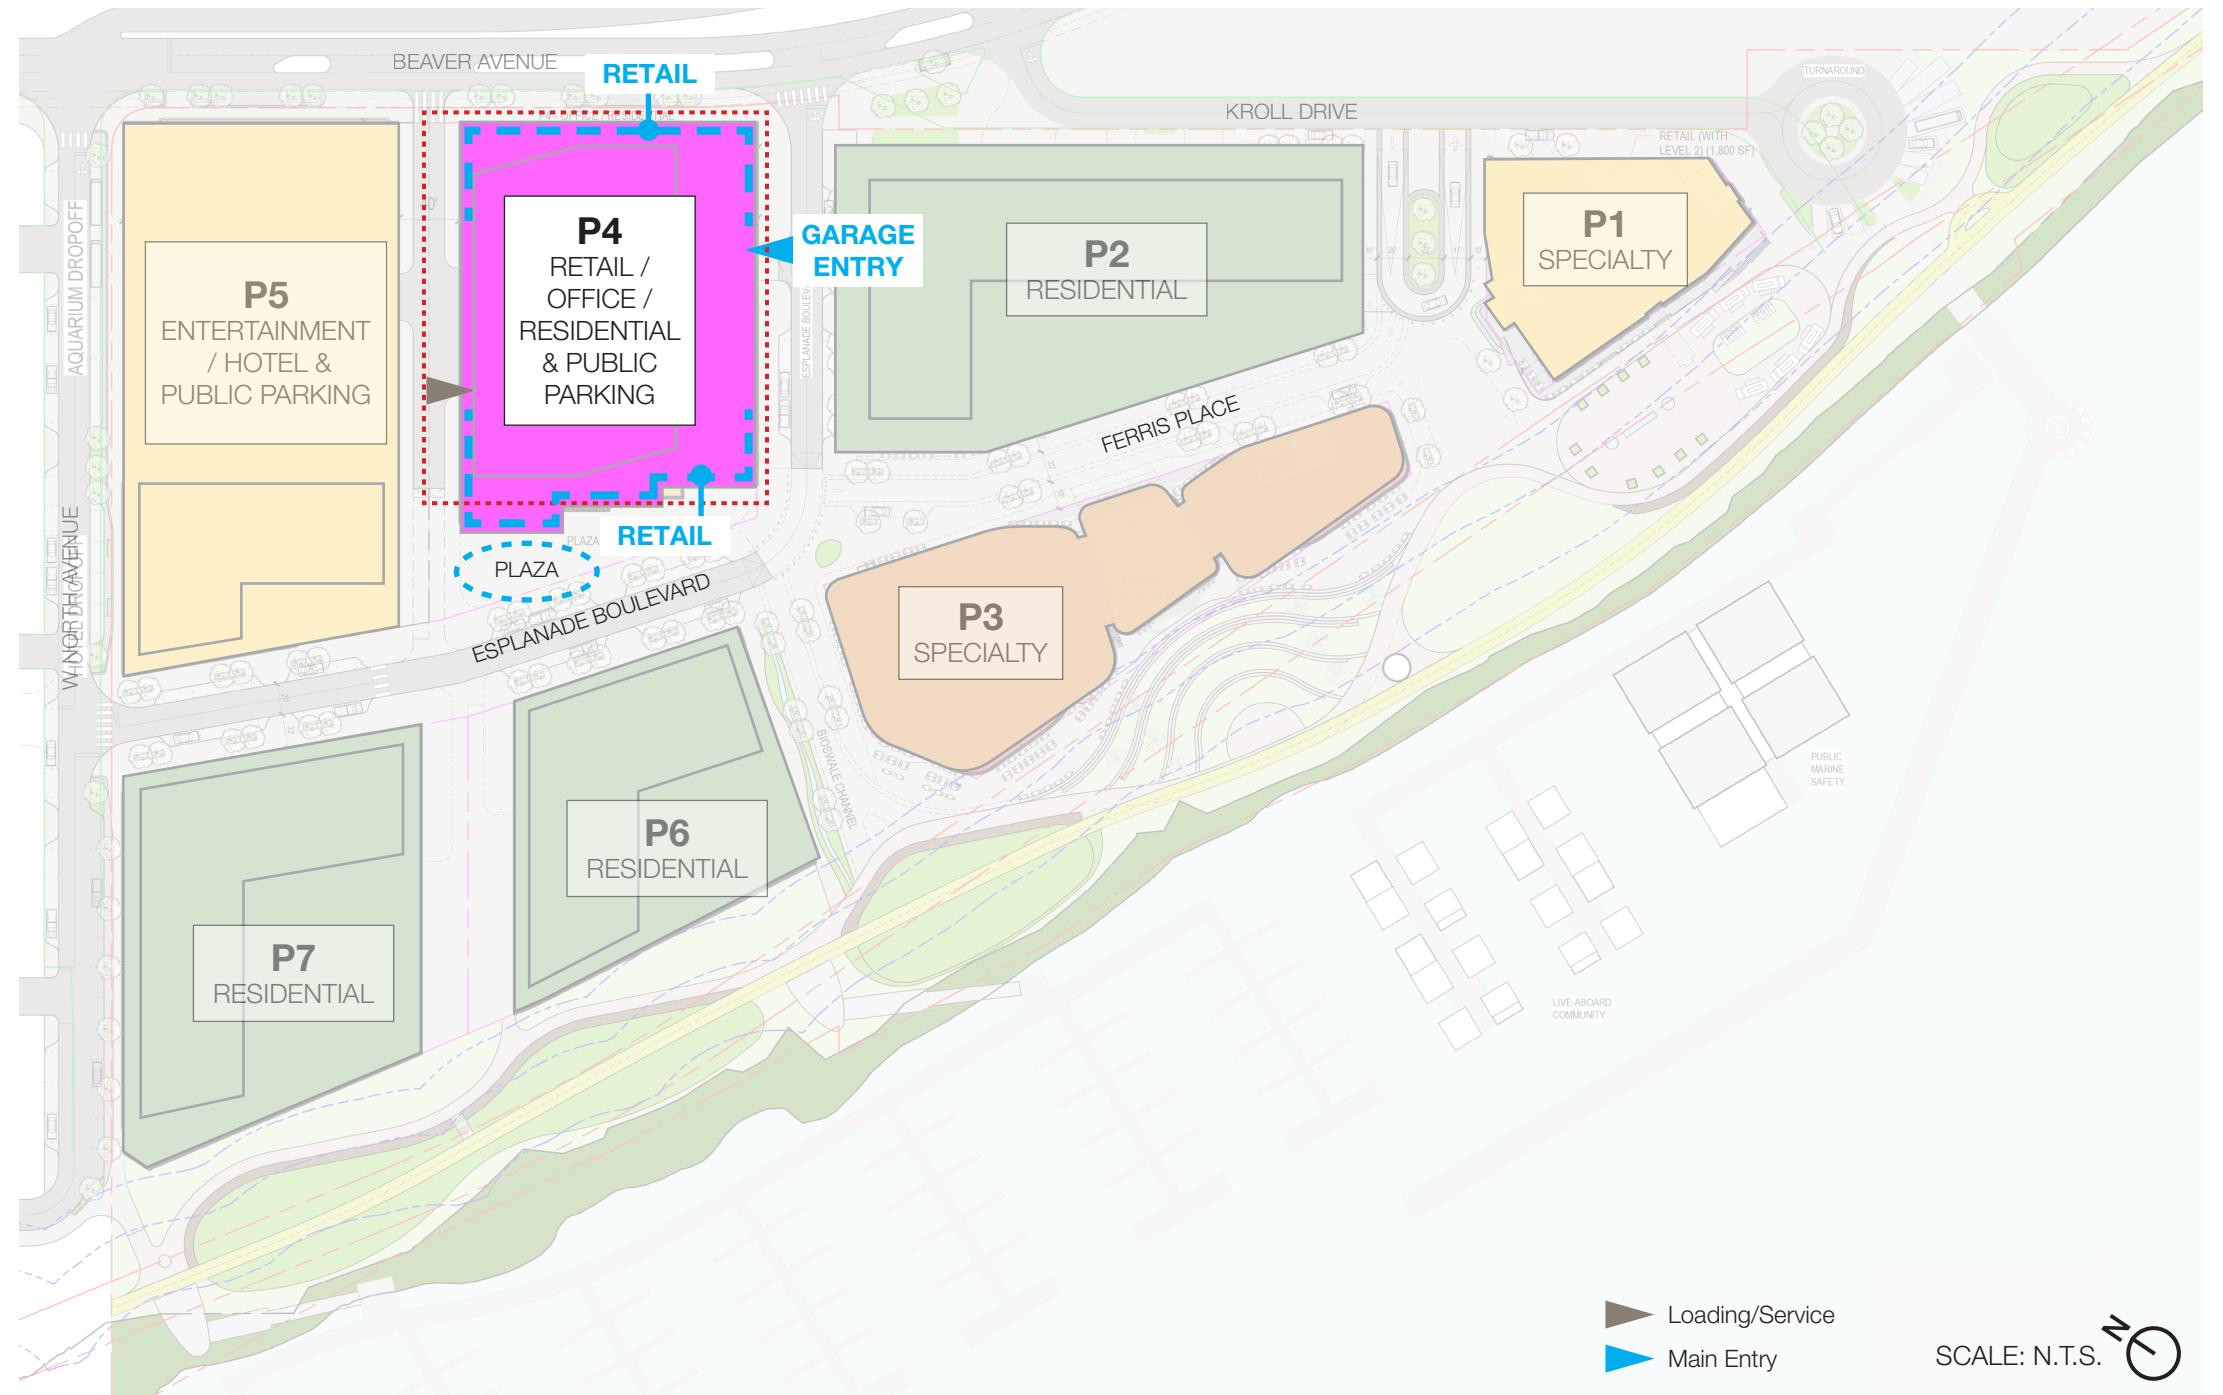 BEAVER AVENUE
RETAIL
KROLL DRIVE
TURNAROUND
RETAIL (WITH
LEVEL 2) (1,800 SF)
P4
RETAIL /
OFFICE /
RESIDENTIAL
& PUBLIC
PARKING
GARAGE
ENTRY
P2
RESIDENTIAL
P1
SPECIALTY
P5
ENTERTAINMENT
/ HOTEL &
PUBLIC PARKING
AQUARIUM DROPOFF
FERRIS PLACE
W NORTH AVENUE
HOTEL DROPOFF
RETAIL
PLAZA
PLAZA
ESPLANADE BOULEVARD
P3
SPECIALTY
BIOSWALE CHANNEL
PUBLIC
MARINE
SAFETY
P6
RESIDENTIAL
P7
RESIDENTIAL
LIVE-ABOARD
COMMUNITY
Loading/Service
Main Entry
SCALE: N.T.S.
N